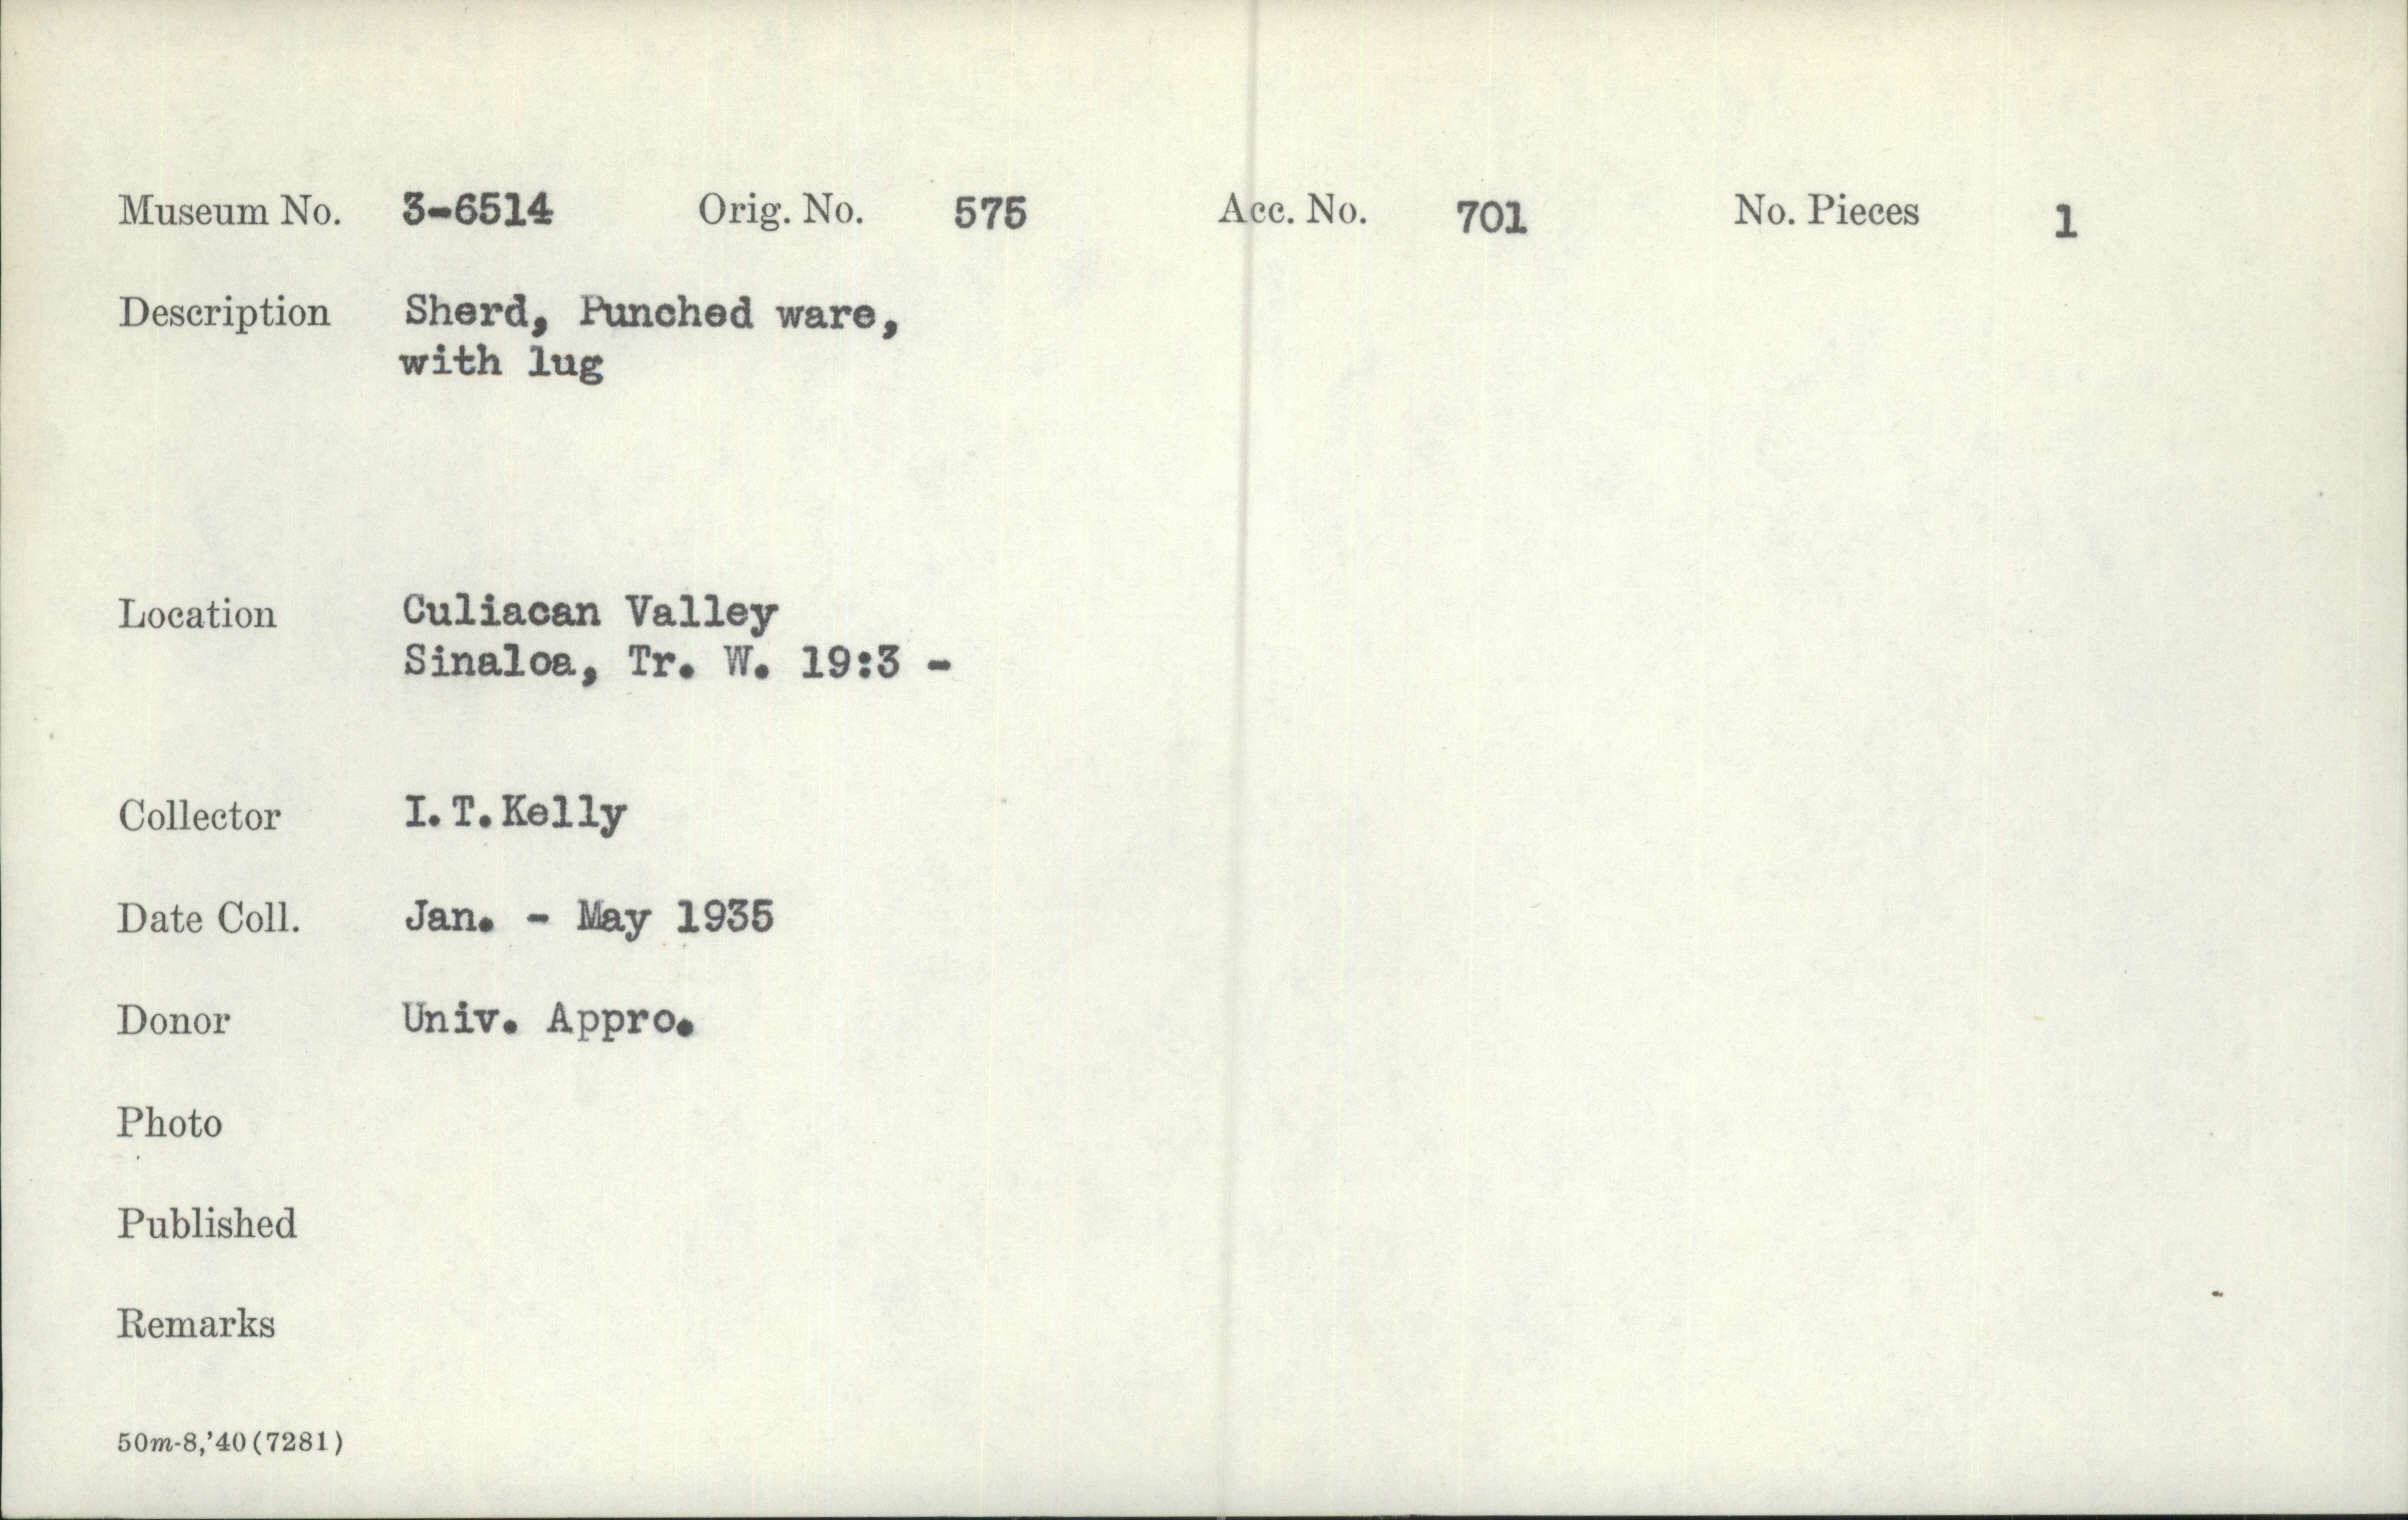 Museum No. 3-6514 Orig. No. 575 Acc. No. 701 No. Pieces 1
Description Sherd, Punched ware,
with lug
Location Culiacan Valley
Sinaloa, Tr. W. 19:3 -
Collector I.T.Kelly
Date Coll. Jan. - May 1935
Donor Univ. Appro.
Photo
Published
Remarks
50m-8,'40(7281)